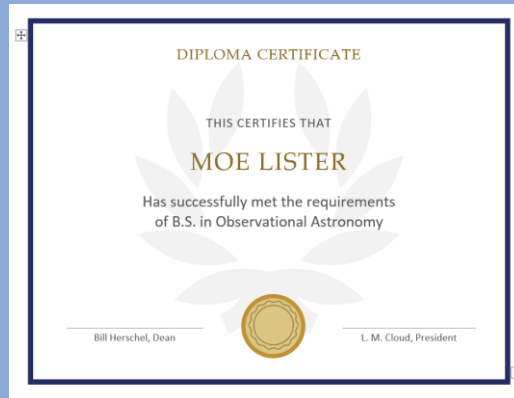 DIPLOMA CERTIFICATE
THIS CERTIFIES THAT
MOE LISTER
Has successfully met the requirements
of B.S. in Observational Astronomy
Bill Herschel, Dean
L. M. Cloud, President